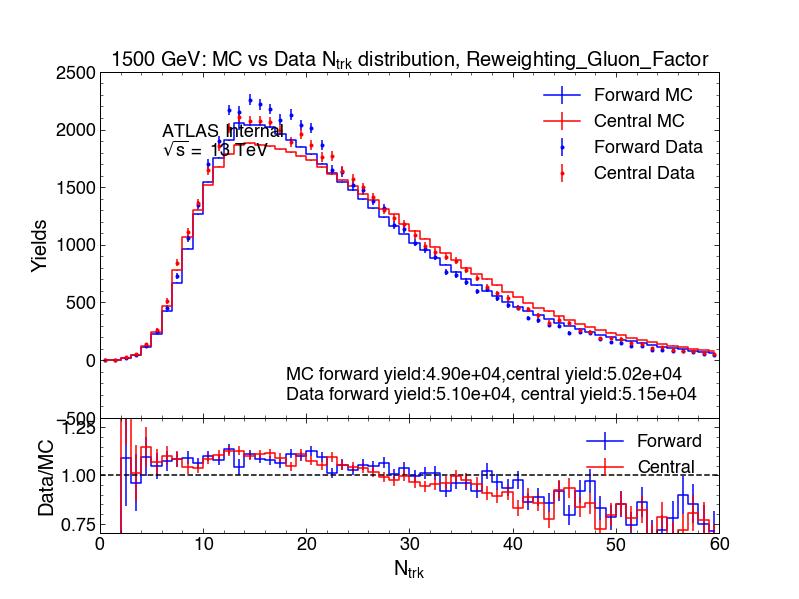 1500 GeV: MC vs Data N_trk distribution, Reweighting_Gluon_Factor
2500
2000
1500
1000
500
0
−500
Yields
ATLAS Internal
√s = 13 TeV
Forward MC
Central MC
Forward Data
Central Data
MC forward yield:4.90e+04,central yield:5.02e+04
Data forward yield:5.10e+04, central yield:5.15e+04
1.25
1.00
0.75
Data/MC
Forward
Central
0 10 20 30 40 50 60
N_trk